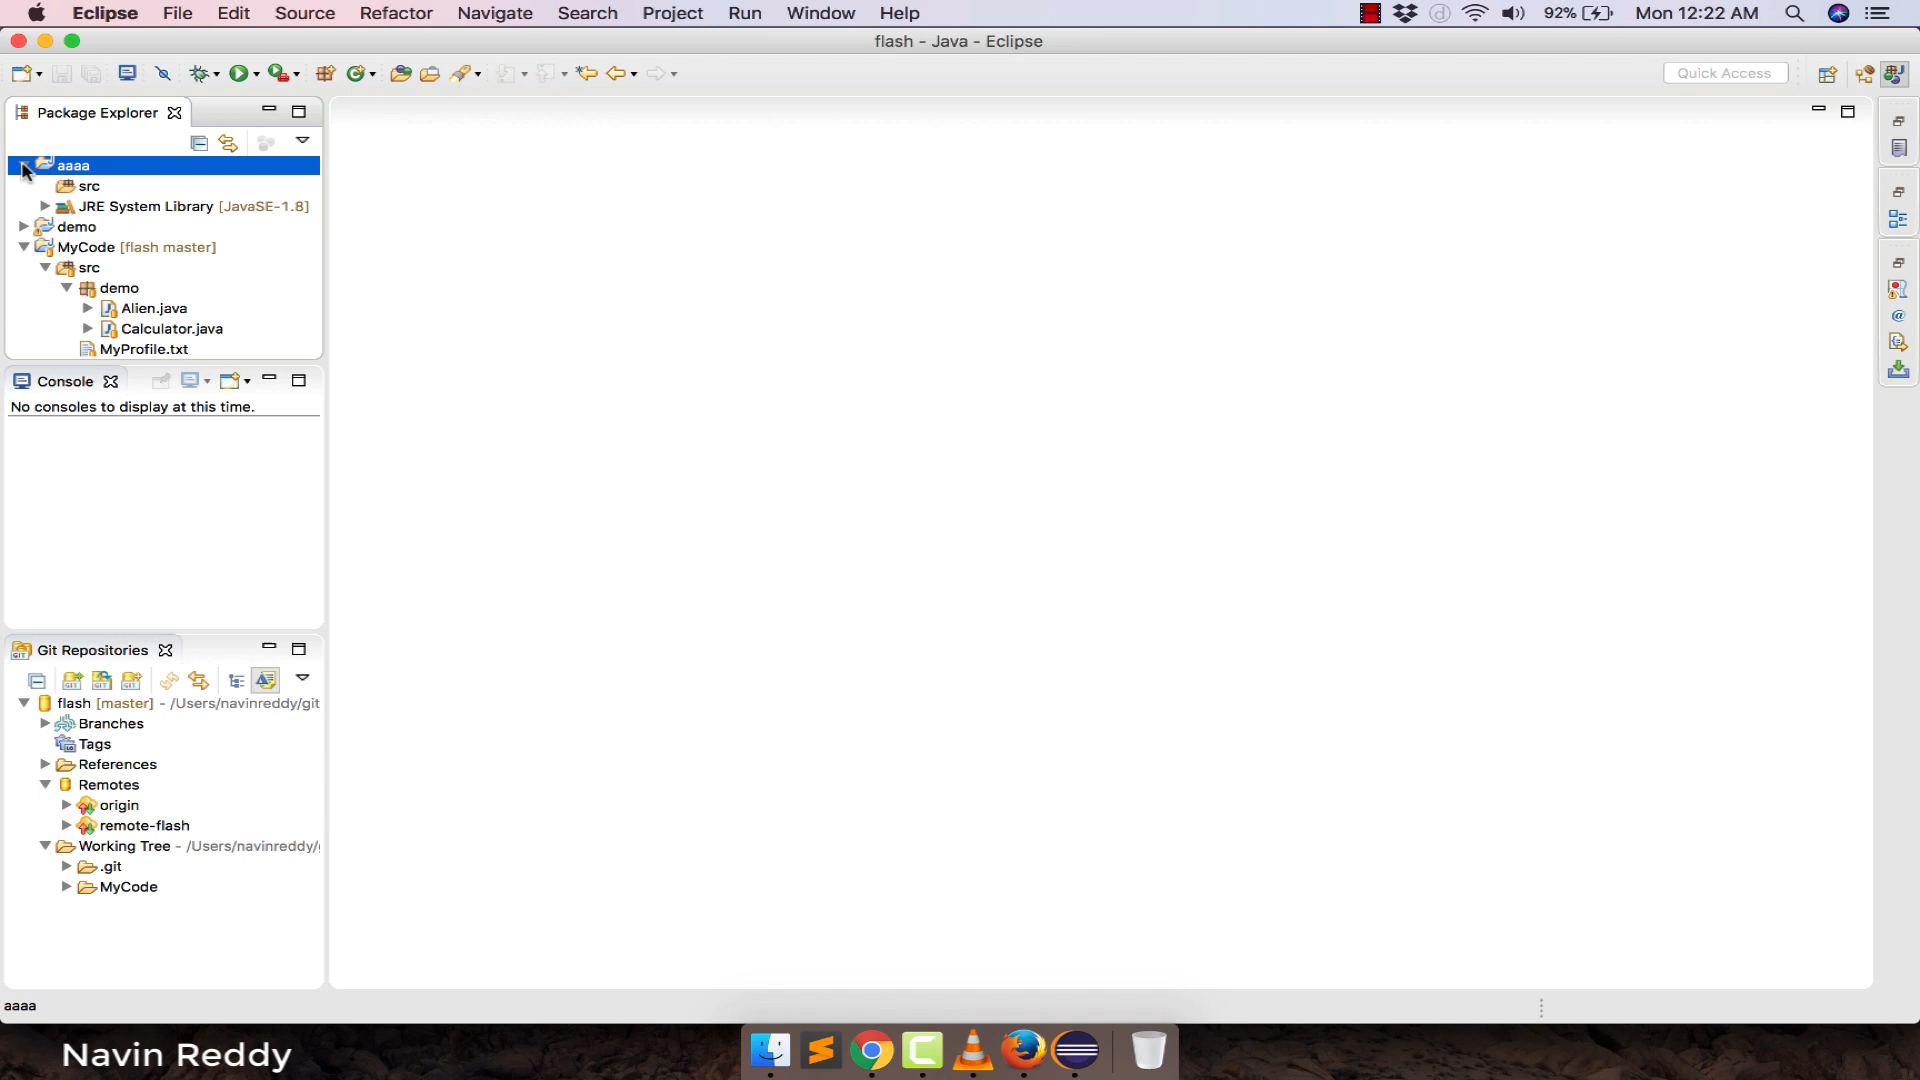 Eclipse File Edit Source Refactor Navigate Search Project Run Window Help 92% Mon 12:22 AM
flash - Java - Eclipse
Quick Access
Package Explorer
aaaa
src
JRE System Library [JavaSE-1.8]
demo
MyCode [flash master]
src
demo
Alien.java
Calculator.java
MyProfile.txt
Console
No consoles to display at this time.
Git Repositories
flash [master] - /Users/navinreddy/git
Branches
Tags
References
Remotes
origin
remote-flash
Working Tree - /Users/navinreddy/
.git
MyCode
aaaa
Navin Reddy